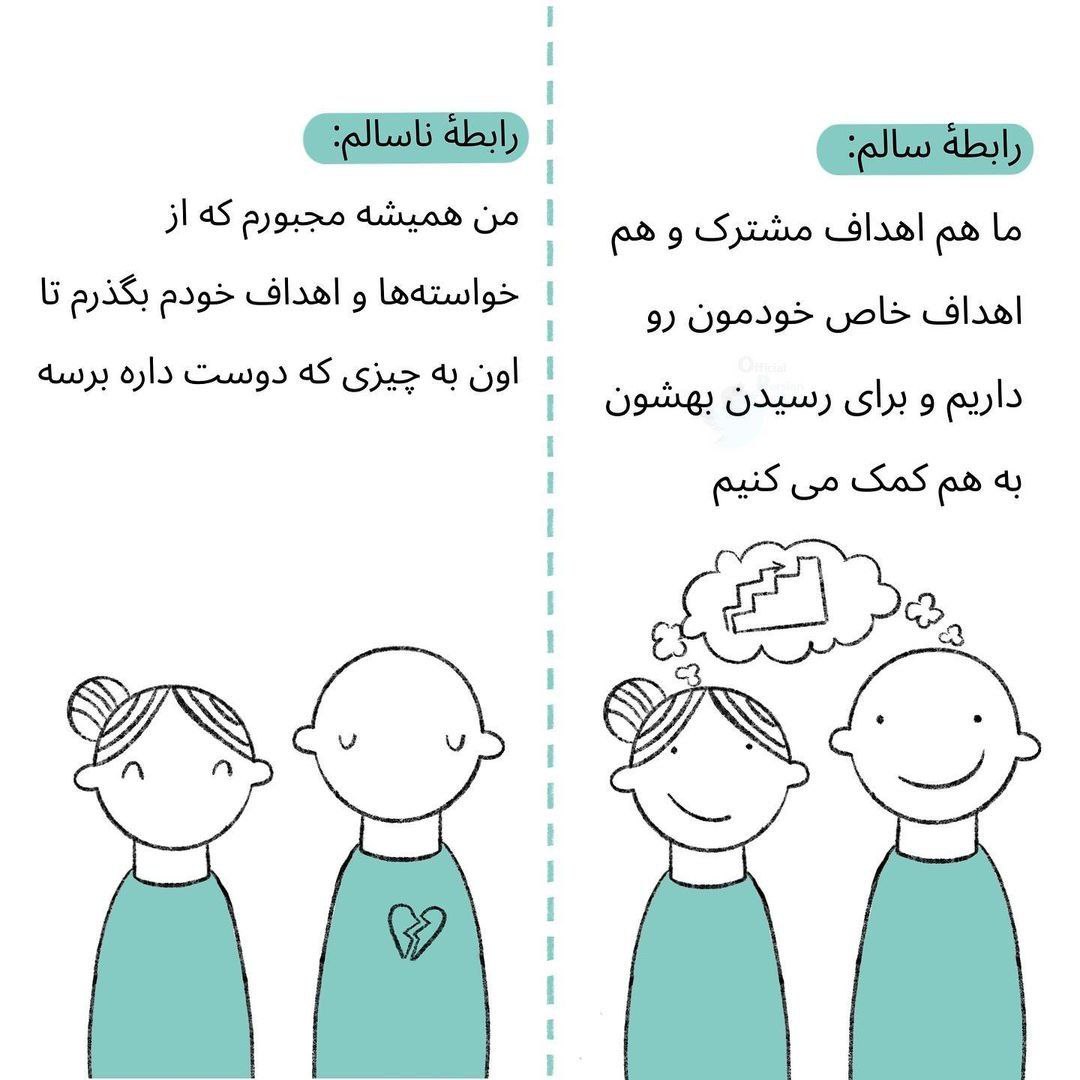 رابطهٔ سالم:
ما هم اهداف مشترک و هم
اهداف خاص خودمون رو
داریم و برای رسیدن بهشون
به هم کمک می کنیم
رابطهٔ ناسالم:
من همیشه مجبورم که از
خواسته‌ها و اهداف خودم بگذرم تا
اون به چیزی که دوست داره برسه
Official
Persian